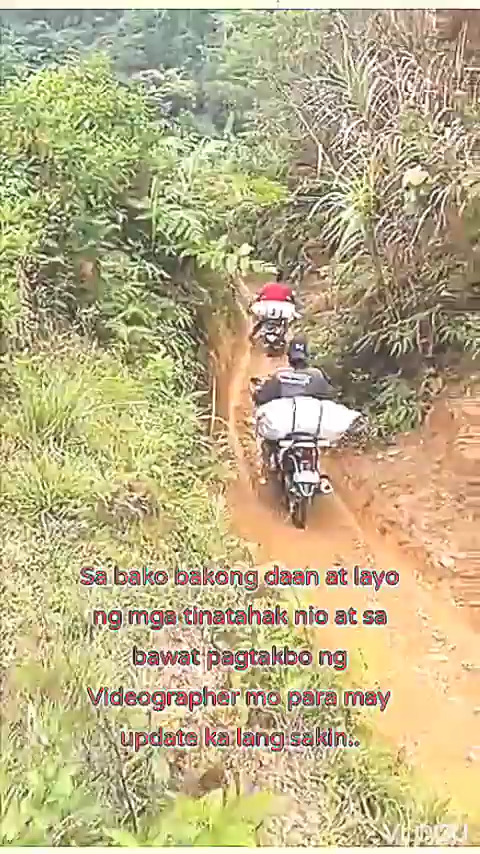 Sa bako bakong daan at layo
ng mga tinatahak nio at sa
bawat pagtakbo ng
Videographer mo para may
update ka lang sakin..